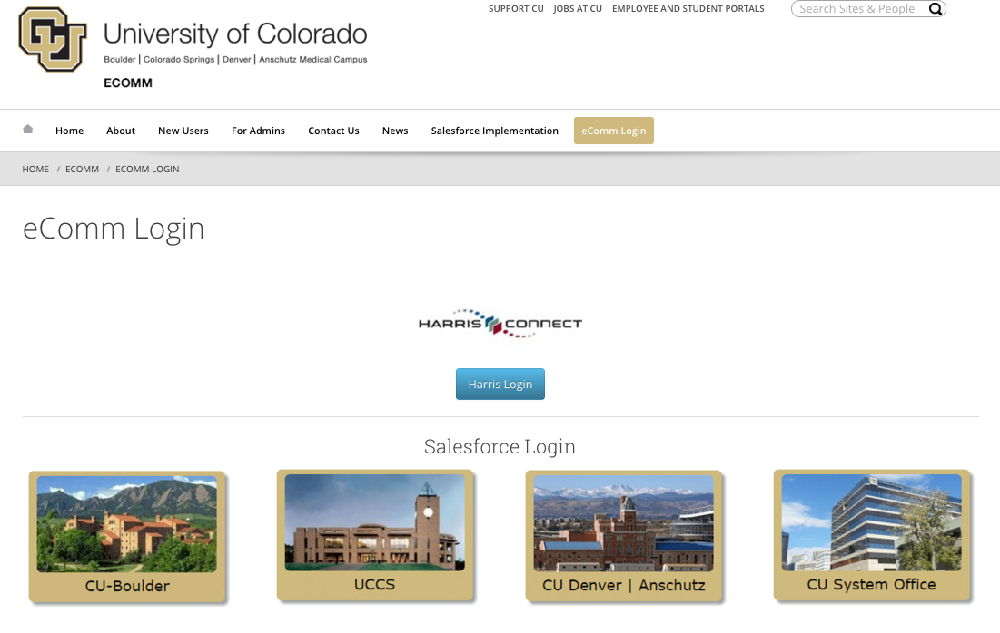 SUPPORT CU JOBS AT CU EMPLOYEE AND STUDENT PORTALS Search Sites & People
University of Colorado
Boulder | Colorado Springs | Denver | Anschutz Medical Campus
ECOMM
Home About New Users For Admins Contact Us News Salesforce Implementation eComm Login
HOME / ECOMM / ECOMM LOGIN
eComm Login
HARRIS CONNECT
Harris Login
Salesforce Login
CU-Boulder UCCS CU Denver | Anschutz CU System Office